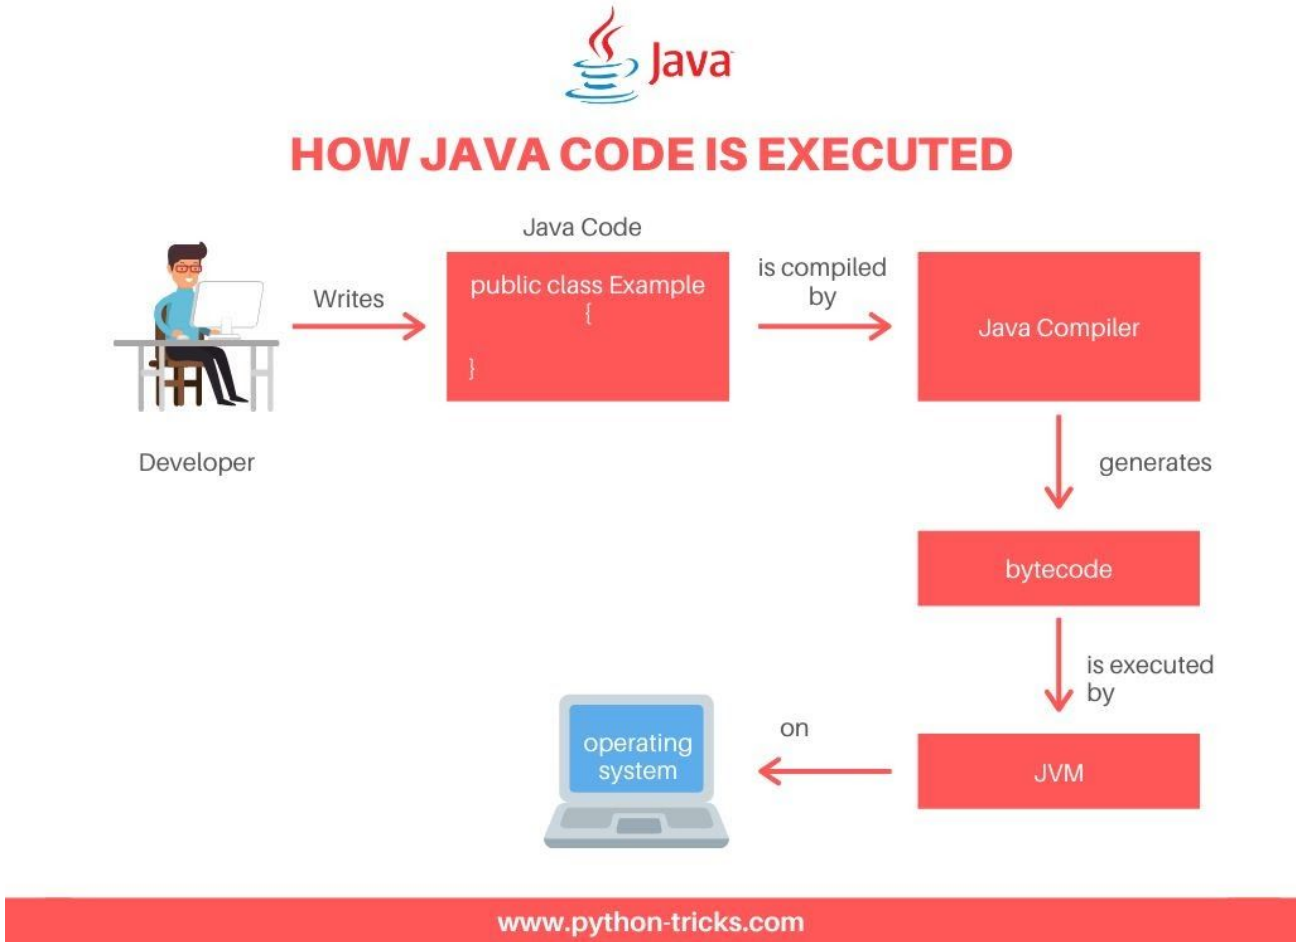 Java
HOW JAVA CODE IS EXECUTED
Java Code
Writes
public class Example
{
}
is compiled
by
Java Compiler
Developer
generates
bytecode
is executed
by
JVM
on
operating
system
www.python-tricks.com